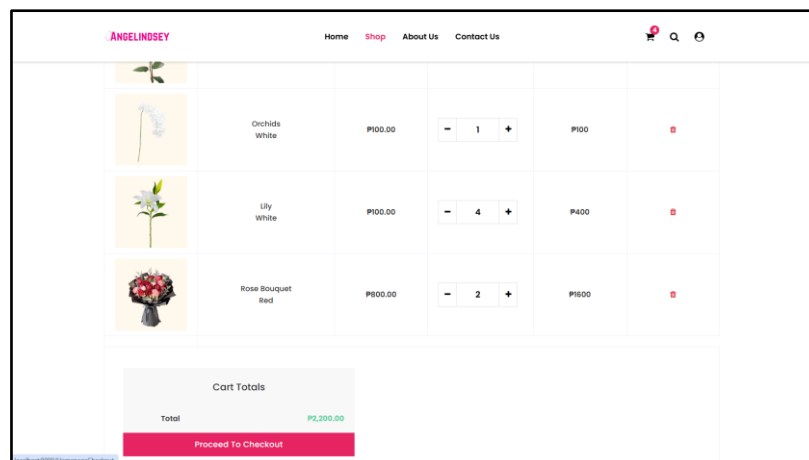 ANGELINDSEY
Home Shop About Us Contact Us
4
Orchids
White
₱100.00
- 1 +
₱100
Lily
White
₱100.00
- 4 +
₱400
Rose Bouquet
Red
₱800.00
- 2 +
₱1600
Cart Totals
Total ₱2,200.00
Proceed To Checkout